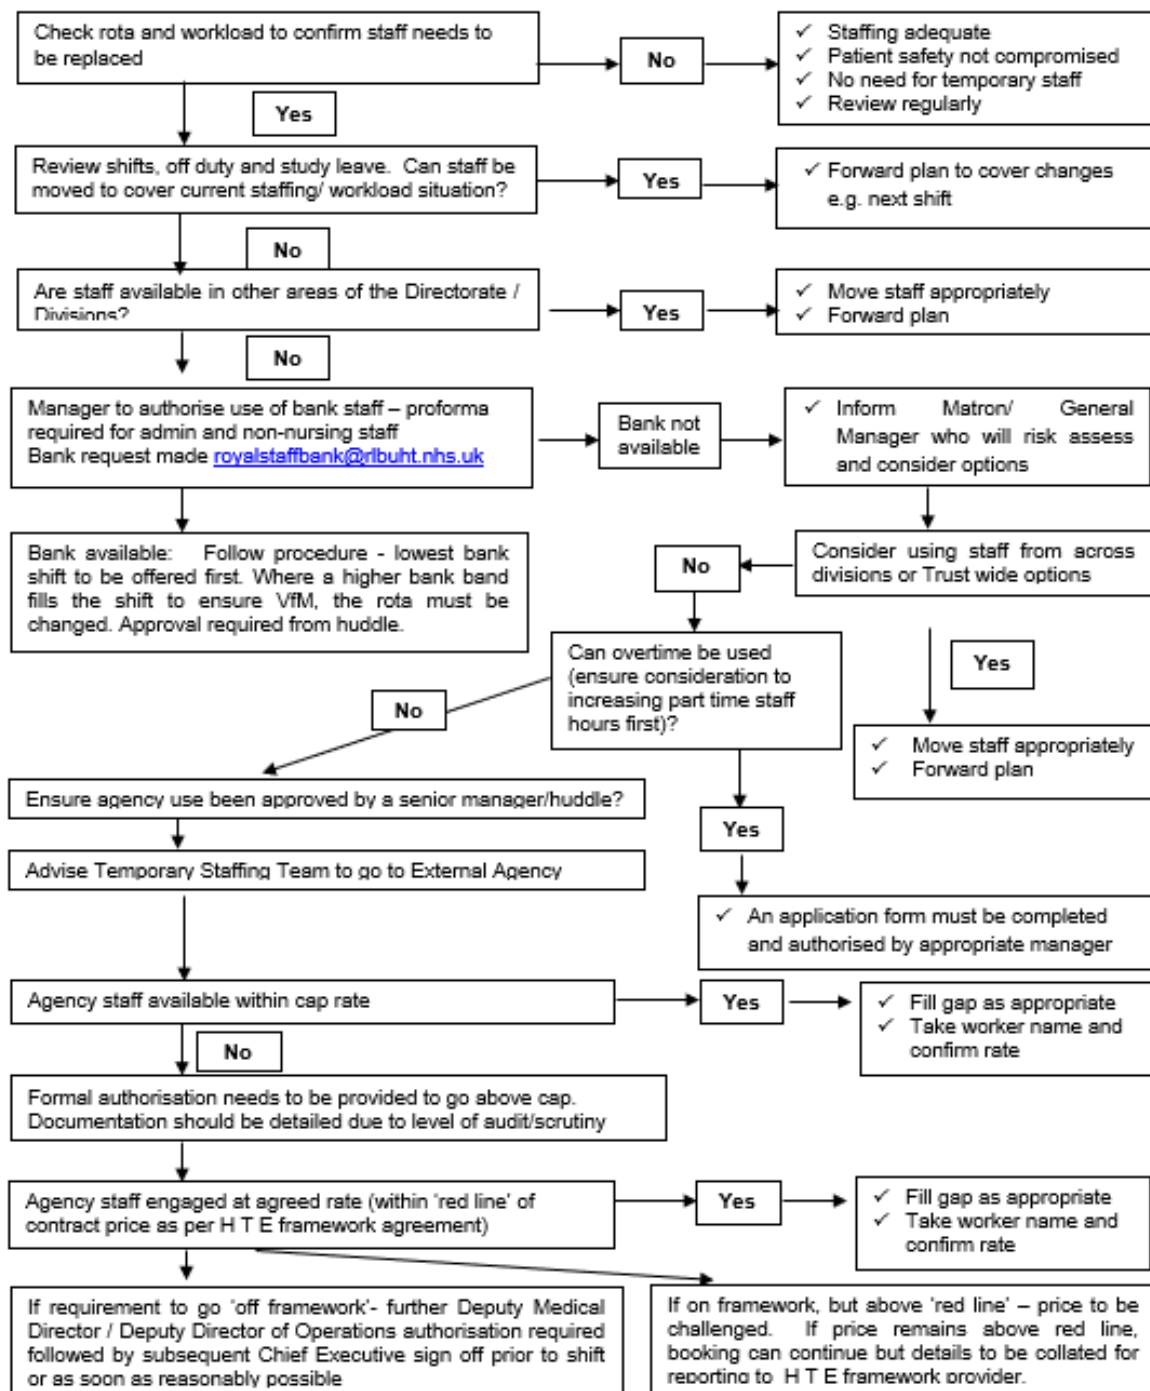 Check rota and workload to confirm staff needs to
be replaced
No
✓ Staffing adequate
✓ Patient safety not compromised
✓ No need for temporary staff
✓ Review regularly
Yes
Review shifts, off duty and study leave. Can staff be
moved to cover current staffing/ workload situation?
Yes
✓ Forward plan to cover changes
e.g. next shift
No
Are staff available in other areas of the Directorate /
Divisions?
Yes
✓ Move staff appropriately
✓ Forward plan
No
Manager to authorise use of bank staff – proforma
required for admin and non-nursing staff
Bank request made royalstaffbank@rlbuht.nhs.uk
Bank not
available
✓ Inform Matron/ General
Manager who will risk assess
and consider options
Bank available: Follow procedure - lowest bank
shift to be offered first. Where a higher bank band
fills the shift to ensure VfM, the rota must be
changed. Approval required from huddle.
No
Consider using staff from across
divisions or Trust wide options
Can overtime be used
(ensure consideration to
increasing part time staff
hours first)?
Yes
No
✓ Move staff appropriately
✓ Forward plan
Ensure agency use been approved by a senior manager/huddle?
Yes
Advise Temporary Staffing Team to go to External Agency
✓ An application form must be completed
and authorised by appropriate manager
Agency staff available within cap rate
Yes
✓ Fill gap as appropriate
✓ Take worker name and
confirm rate
No
Formal authorisation needs to be provided to go above cap.
Documentation should be detailed due to level of audit/scrutiny
Agency staff engaged at agreed rate (within 'red line' of
contract price as per H T E framework agreement)
Yes
✓ Fill gap as appropriate
✓ Take worker name and
confirm rate
If requirement to go 'off framework'- further Deputy Medical
Director / Deputy Director of Operations authorisation required
followed by subsequent Chief Executive sign off prior to shift
or as soon as reasonably possible
If on framework, but above 'red line' – price to be
challenged. If price remains above red line,
booking can continue but details to be collated for
reporting to H T E framework provider.